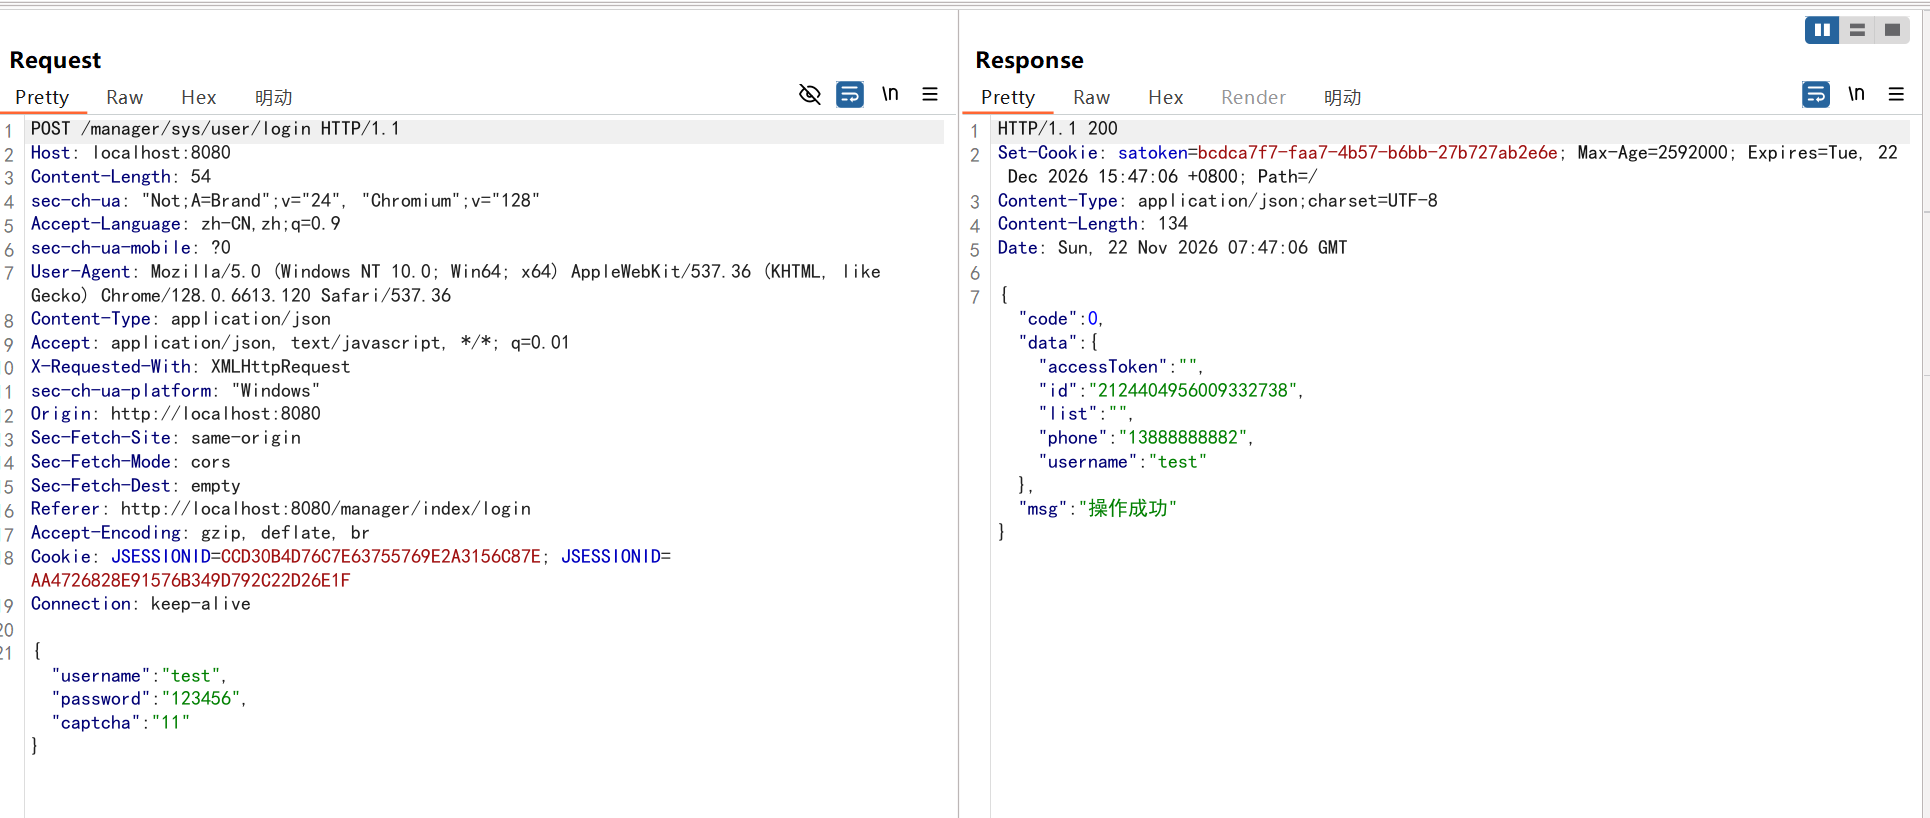 Request
Pretty Raw Hex 明动 \n
1 POST /manager/sys/user/login HTTP/1.1
2 Host: localhost:8080
3 Content-Length: 54
4 sec-ch-ua: "Not;A=Brand";v="24", "Chromium";v="128"
5 Accept-Language: zh-CN,zh;q=0.9
6 sec-ch-ua-mobile: ?0
7 User-Agent: Mozilla/5.0 (Windows NT 10.0; Win64; x64) AppleWebKit/537.36 (KHTML, like
Gecko) Chrome/128.0.6613.120 Safari/537.36
8 Content-Type: application/json
9 Accept: application/json, text/javascript, */*; q=0.01
0 X-Requested-With: XMLHttpRequest
1 sec-ch-ua-platform: "Windows"
2 Origin: http://localhost:8080
3 Sec-Fetch-Site: same-origin
4 Sec-Fetch-Mode: cors
5 Sec-Fetch-Dest: empty
6 Referer: http://localhost:8080/manager/index/login
7 Accept-Encoding: gzip, deflate, br
8 Cookie: JSESSIONID=CCD30B4D76C7E63755769E2A3156C87E; JSESSIONID=
AA4726828E91576B349D792C22D26E1F
9 Connection: keep-alive
20
21 {
"username":"test",
"password":"123456",
"captcha":"11"
}
Response
Pretty Raw Hex Render 明动 \n
1 HTTP/1.1 200
2 Set-Cookie: satoken=bcdca7f7-faa7-4b57-b6bb-27b727ab2e6e; Max-Age=2592000; Expires=Tue, 22
Dec 2026 15:47:06 +0800; Path=/
3 Content-Type: application/json;charset=UTF-8
4 Content-Length: 134
5 Date: Sun, 22 Nov 2026 07:47:06 GMT
6
7 {
"code":0,
"data":{
"accessToken":"",
"id":"2124404956009332738",
"list":"",
"phone":"13888888882",
"username":"test"
},
"msg":"操作成功"
}